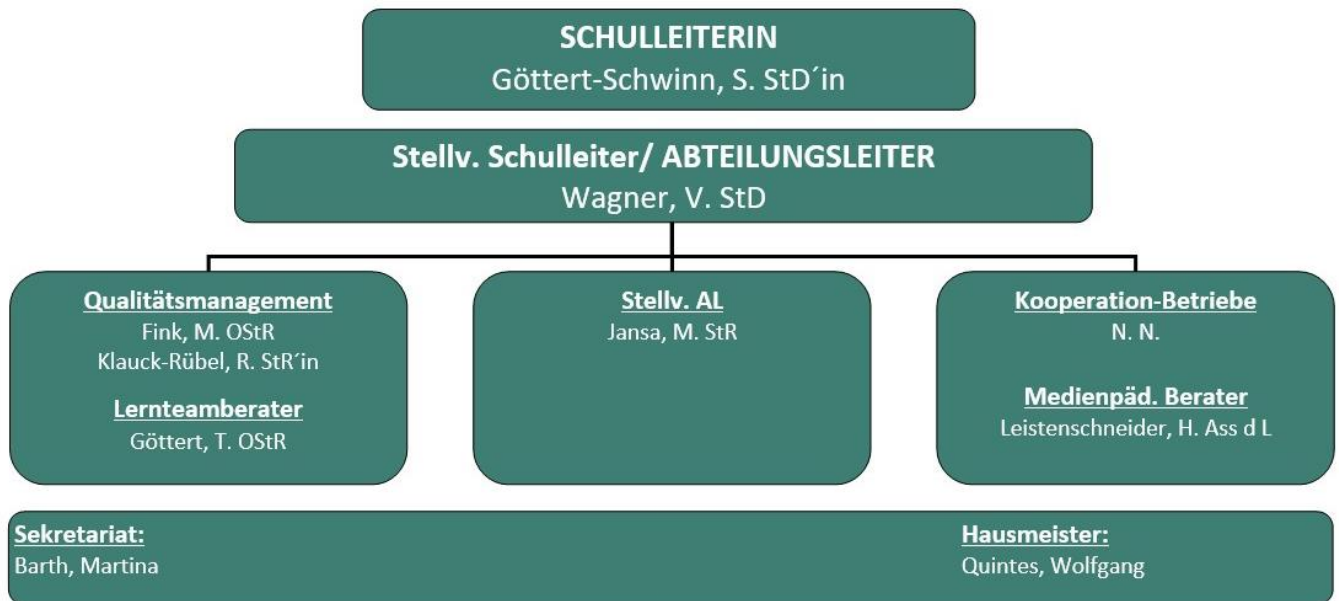 SCHULLEITERIN
Göttert-Schwinn, S. StD´in
Stellv. Schulleiter/ ABTEILUNGSLEITER
Wagner, V. StD
Qualitätsmanagement
Fink, M. OStR
Klauck-Rübel, R. StR´in
Lernteamberater
Göttert, T. OStR
Stellv. AL
Jansa, M. StR
Kooperation-Betriebe
N. N.
Medienpäd. Berater
Leistenschneider, H. Ass d L
Sekretariat:
Barth, Martina
Hausmeister:
Quintes, Wolfgang